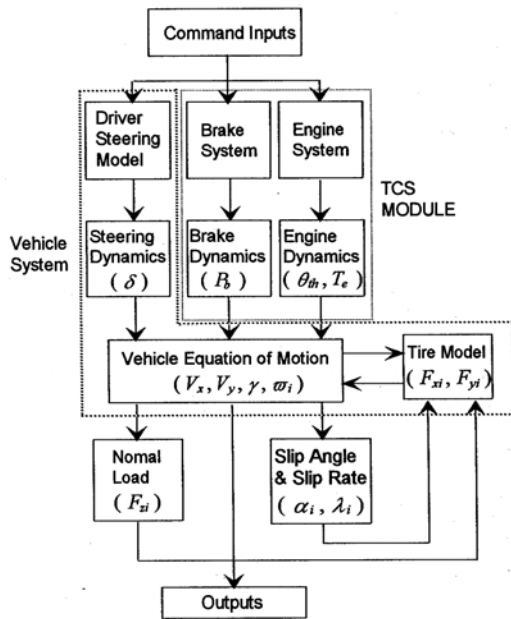 Command Inputs
Driver
Steering
Model
Brake
System
Engine
System
TCS
MODULE
Vehicle
System
Steering
Dynamics
( δ )
Brake
Dynamics
( P_b )
Engine
Dynamics
( θ_th , T_e )
Vehicle Equation of Motion
( V_x , V_y , γ , ϖ_i )
Tire Model
( F_xi , F_yi )
Nomal
Load
( F_zi )
Slip Angle
& Slip Rate
( α_i , λ_i )
Outputs